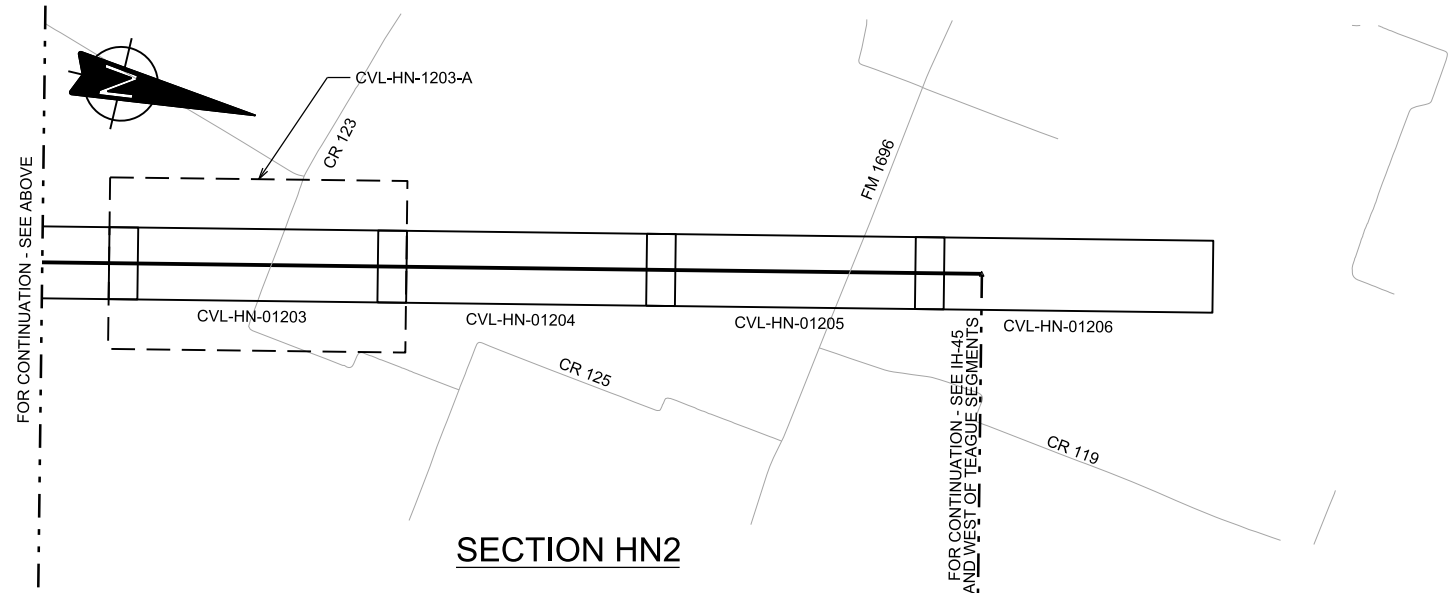 CVL-HN-1203-A
N
CR 123
FM 1696
FOR CONTINUATION - SEE ABOVE
CVL-HN-01203
CVL-HN-01204
CVL-HN-01205
CVL-HN-01206
CR 125
CR 119
FOR CONTINUATION - SEE IH-45
AND WEST OF TEAGUE SEGMENTS
SECTION HN2